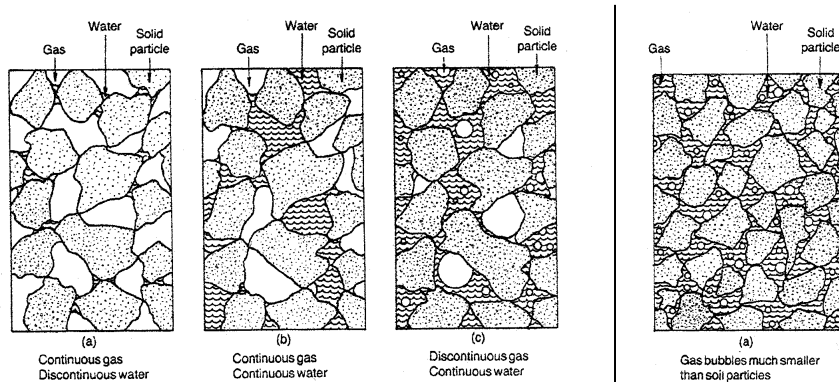 Gas
Water
Solid
particle
Gas
Water
Solid
particle
Gas
Water
Solid
particle
(a)
Continuous gas
Discontinuous water
(b)
Continuous gas
Continuous water
(c)
Discontinuous gas
Continuous water
Gas
Water
Solid
particle
(a)
Gas bubbles much smaller
than soil particles